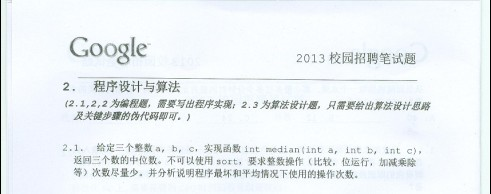 Google
2013 校园招聘笔试题
2. 程序设计与算法
(2.1,2,2 为编程题，需要写出程序实现；2.3 为算法设计题，只需要给出算法设计思路
及关键步骤的伪代码即可。)
2.1、 给定三个整数 a, b, c, 实现函数 int median(int a, int b, int c),
返回三个数的中位数。不可以使用 sort，要求整数操作（比较，位运行，加减乘除
等）次数尽量少。并分析说明程序最坏和平均情况下使用的操作次数。